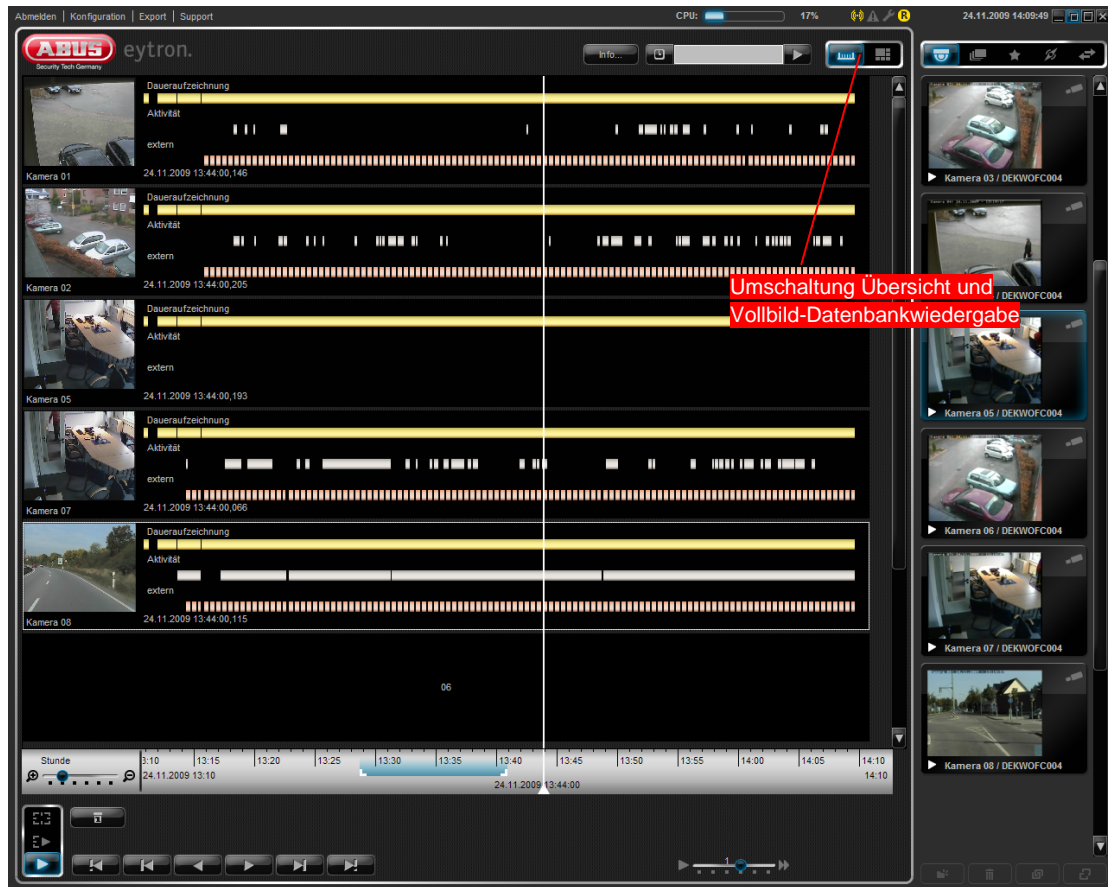 Abmelden | Konfiguration | Export | Support
CPU: 17%
R
24.11.2009 14:09:49
ABUS
Security Tech Germany
eytron.
Info...
Daueraufzeichnung
Aktivität
extern
Kamera 01
24.11.2009 13:44:00,146
Daueraufzeichnung
Aktivität
extern
Kamera 02
24.11.2009 13:44:00,205
Daueraufzeichnung
Aktivität
extern
Kamera 05
24.11.2009 13:44:00,193
Daueraufzeichnung
Aktivität
extern
Kamera 07
24.11.2009 13:44:00,066
Daueraufzeichnung
Aktivität
extern
Kamera 08
24.11.2009 13:44:00,115
06
Umschaltung Übersicht und
Vollbild-Datenbankwiedergabe
Kamera 03 / DEKWOFC004
/ DEKWOFC004
Kamera 05 / DEKWOFC004
Kamera 06 / DEKWOFC004
Kamera 07 / DEKWOFC004
Kamera 08 / DEKWOFC004
Stunde
3:10 13:15 13:20 13:25 13:30 13:35 13:40 13:45 13:50 13:55 14:00 14:05 14:10
24.11.2009 13:10
14:10
24.11.2009 13:44:00
1